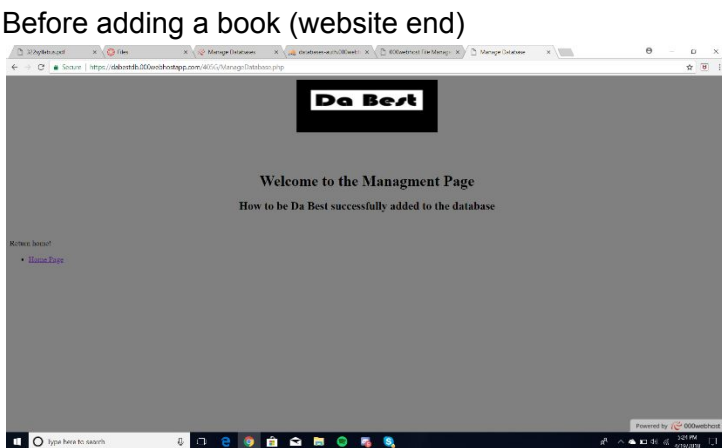 Before adding a book (website end)
Manage Databases
Manage Database
Secure | https://dabestdb.000webhostapp.com/4050/ManageDatabase.php
Da Best
Welcome to the Managment Page
How to be Da Best successfully added to the database
Return home!
Home Page
Powered by 000webhost
Type here to search